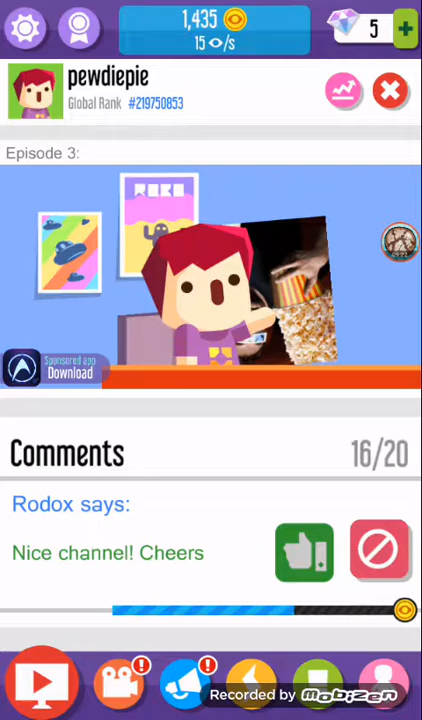 1,435
15 /s
5
pewdiepie
Global Rank #219750853
Episode 3:
Sponsored app
Download
Comments 16/20
Rodox says:
Nice channel! Cheers
Recorded by mobizen